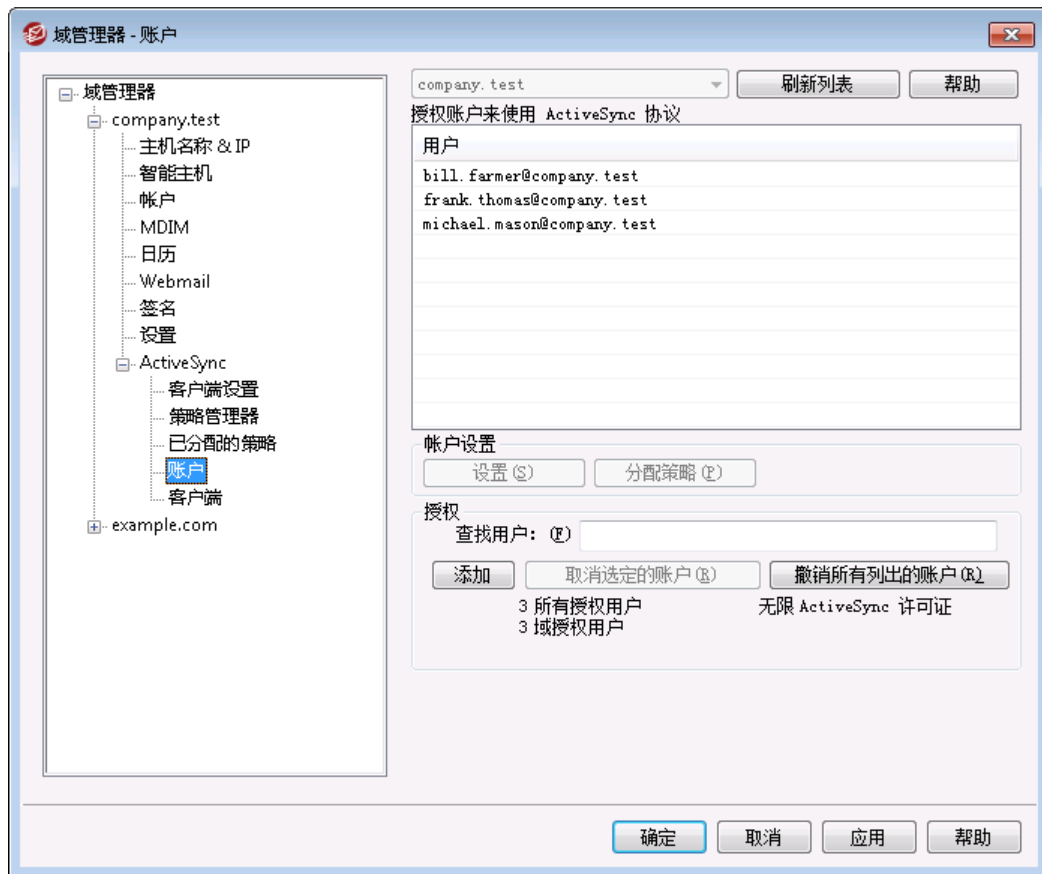 域管理器 - 账户
域管理器
company.test
主机名称 & IP
智能主机
帐户
MDIM
日历
Webmail
签名
设置
ActiveSync
客户端设置
策略管理器
已分配的策略
账户
客户端
example.com
company.test
刷新列表
帮助
授权账户来使用 ActiveSync 协议
用户
bill.farmer@company.test
frank.thomas@company.test
michael.mason@company.test
帐户设置
设置(S)
分配策略(P)
授权
查找用户：(F)
添加
取消选定的账户(R)
撤销所有列出的账户(R)
3 所有授权用户
无限 ActiveSync 许可证
3 域授权用户
确定
取消
应用
帮助